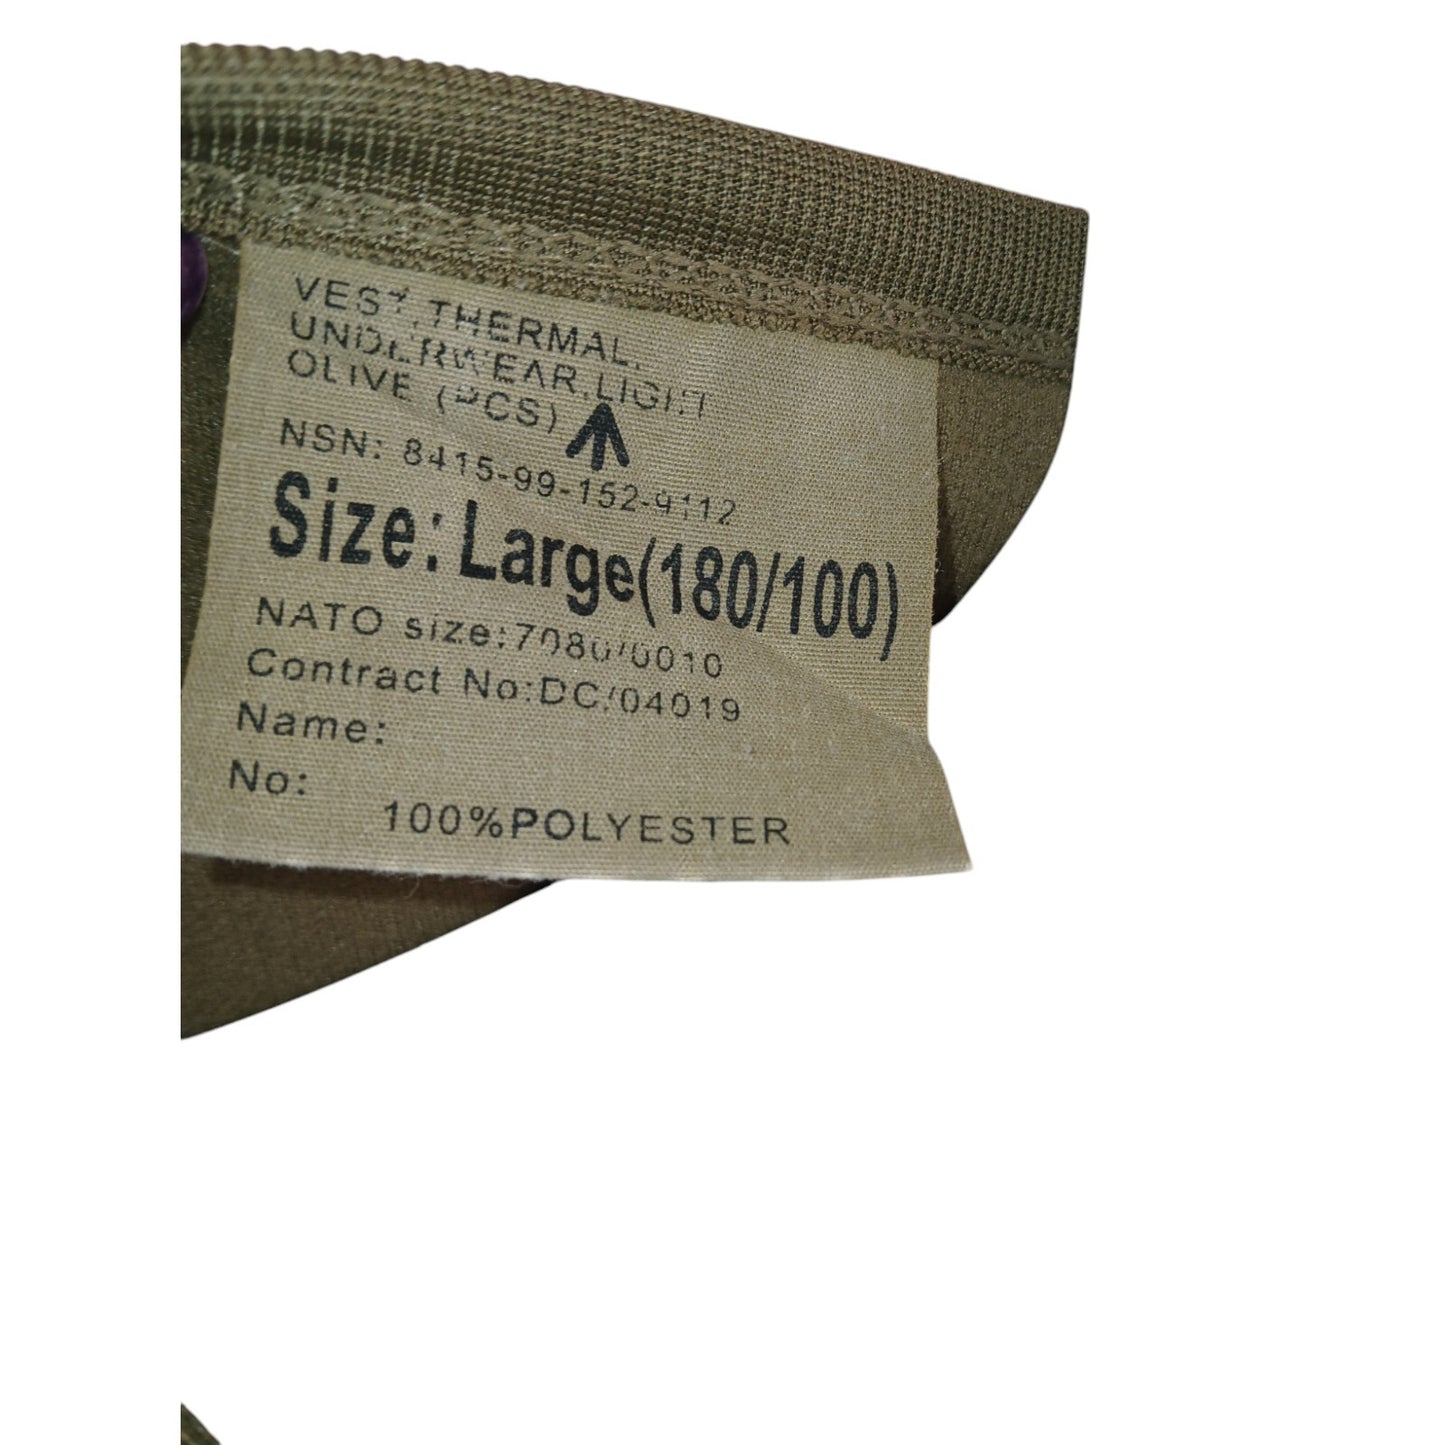 VEST, THERMAL,
UNDERWEAR, LIGHT
OLIVE (PCS)
NSN: 8415-99-152-9112
Size: Large(180/100)
NATO size:7080/0010
Contract No:DC/04019
Name:
No:
100%POLYESTER